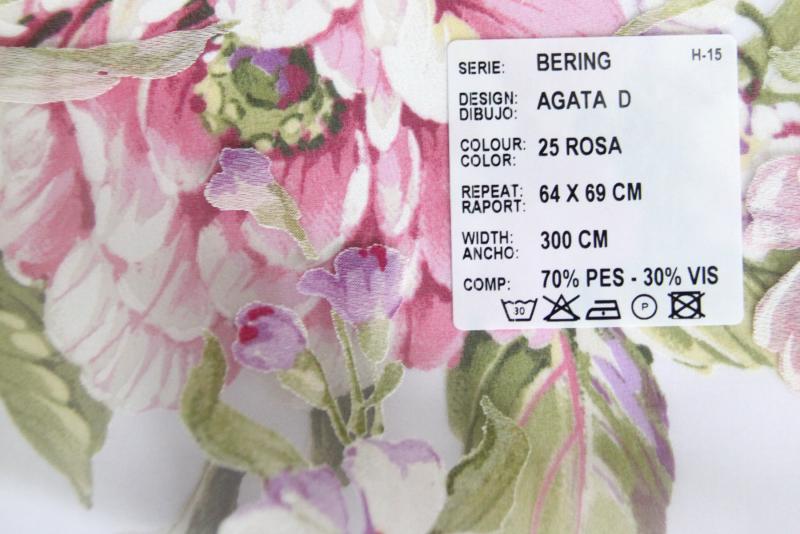 SERIE: BERING H-15
DESIGN: AGATA D
DIBUJO:
COLOUR: 25 ROSA
COLOR:
REPEAT: 64 X 69 CM
RAPORT:
WIDTH: 300 CM
ANCHO:
COMP: 70% PES - 30% VIS
30 P